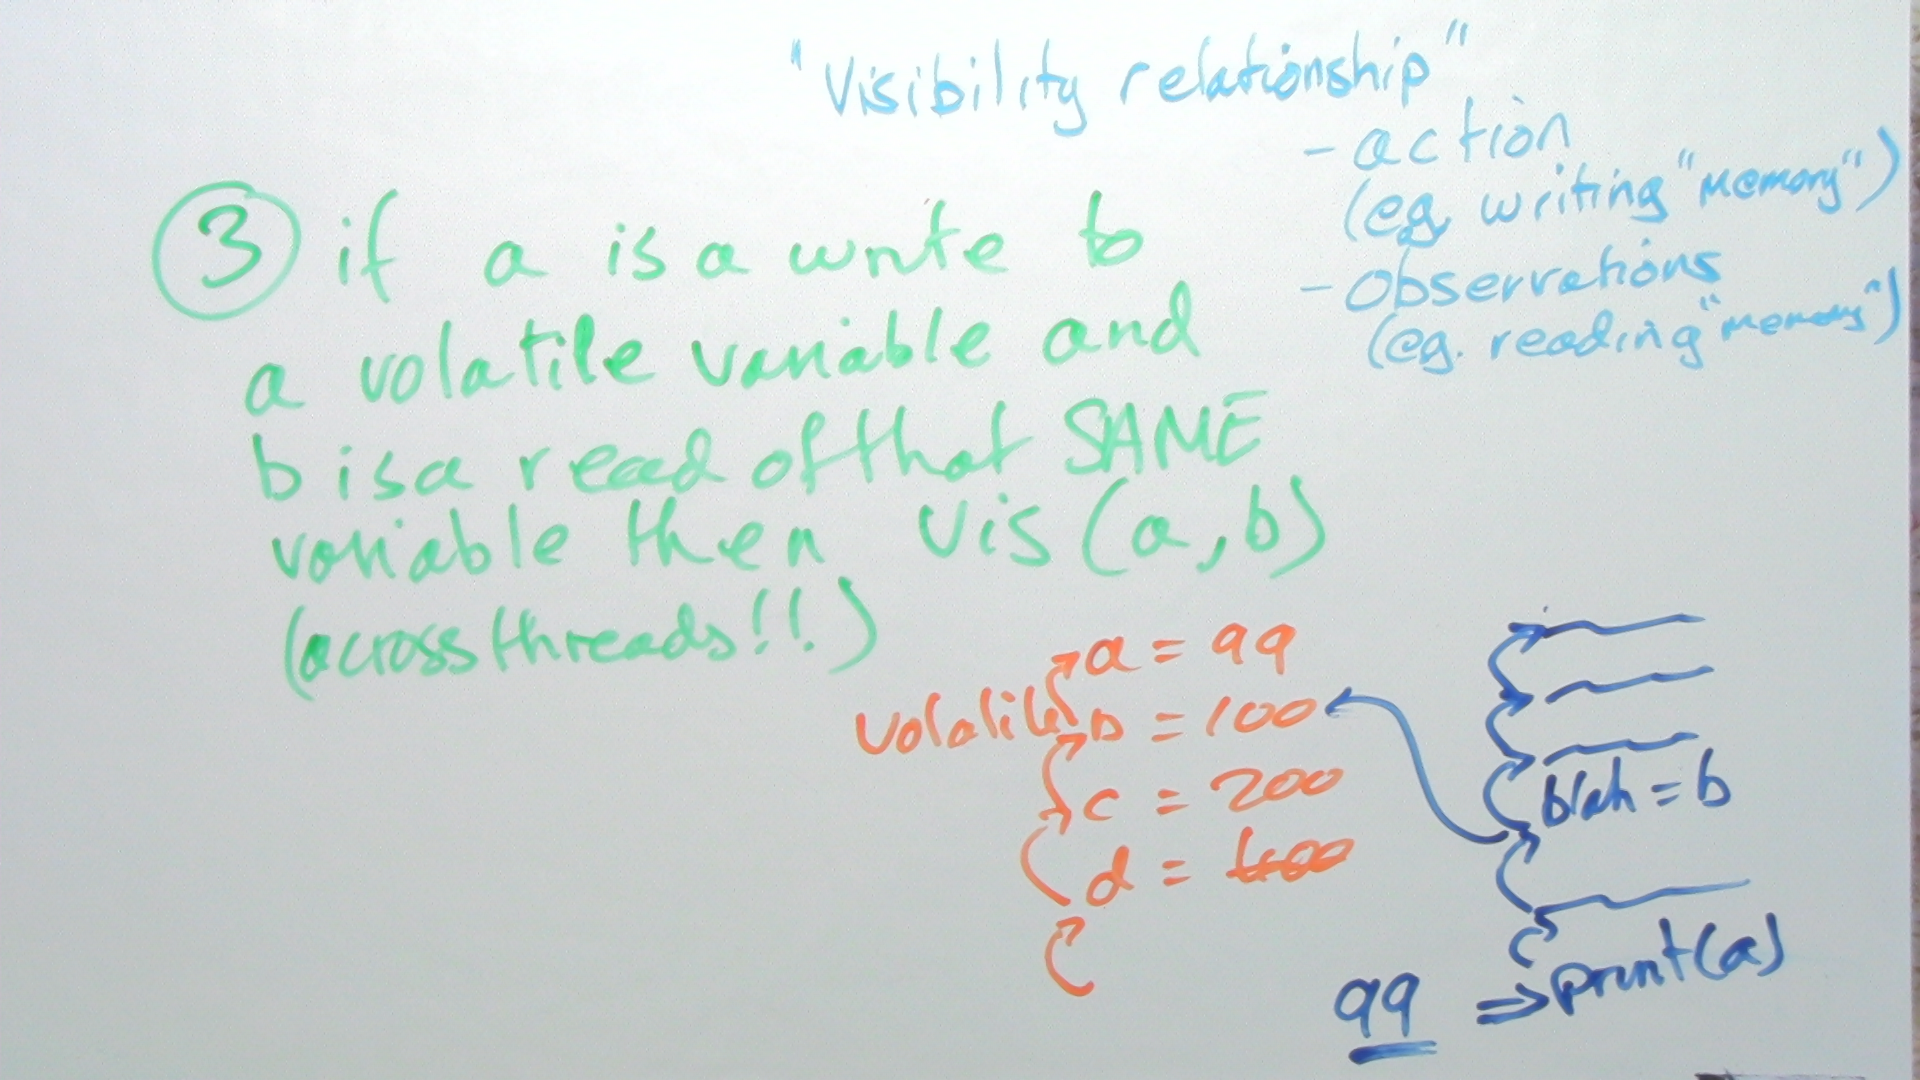 "Visibility relationship"
- action
(eg. writing "memory")
- observations
(eg. reading "memory")
3 if a is a write to
a volatile variable and
b is a read of that SAME
variable then vis(a,b)
(across threads!!)
a = 99
volatile b = 100
c = 200
d = 400
blah = b
99 => print(a)